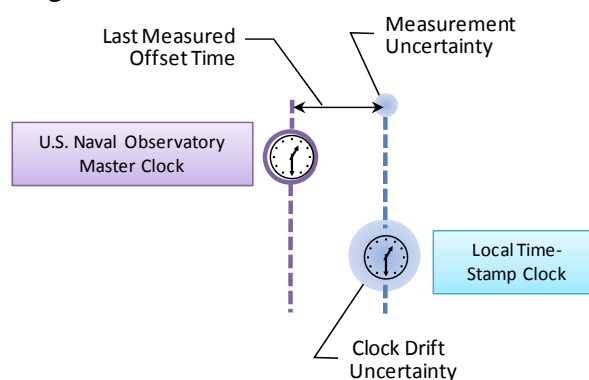 Last Measured
Offset Time
Measurement
Uncertainty
U.S. Naval Observatory
Master Clock
Local Time-
Stamp Clock
Clock Drift
Uncertainty